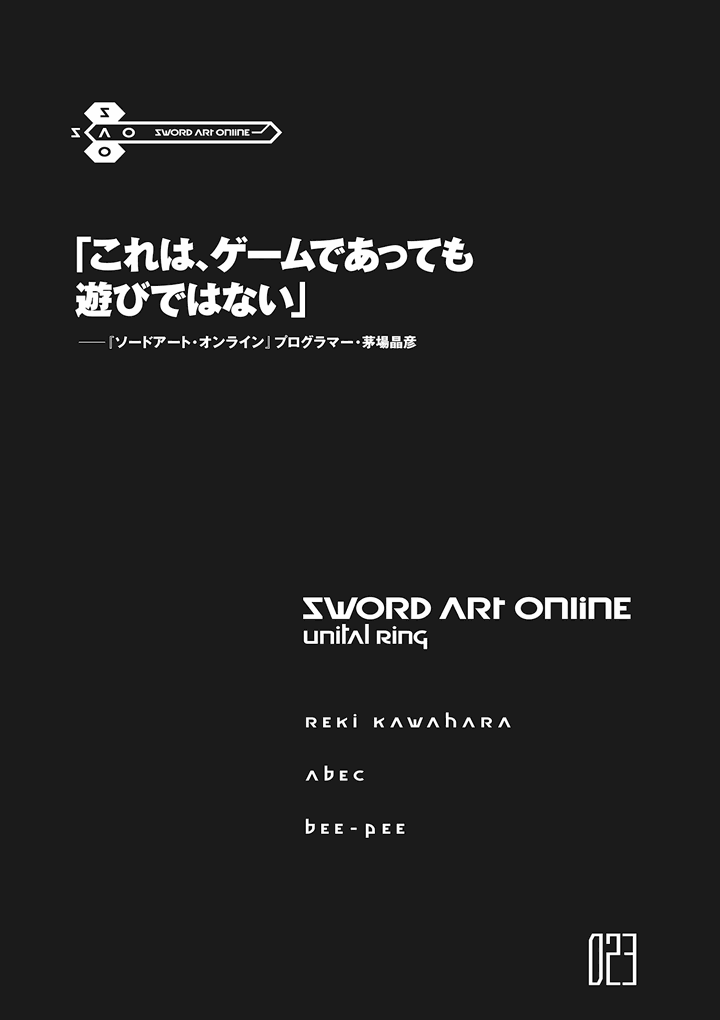 S
S A O SWORD ART ONLINE
O
「これは、ゲームであっても
遊びではない」
──『ソードアート・オンライン』プログラマー・茅場晶彦
SWORD ART ONLINE
unital ring
REKI KAWAHARA
abec
bee-pee
023